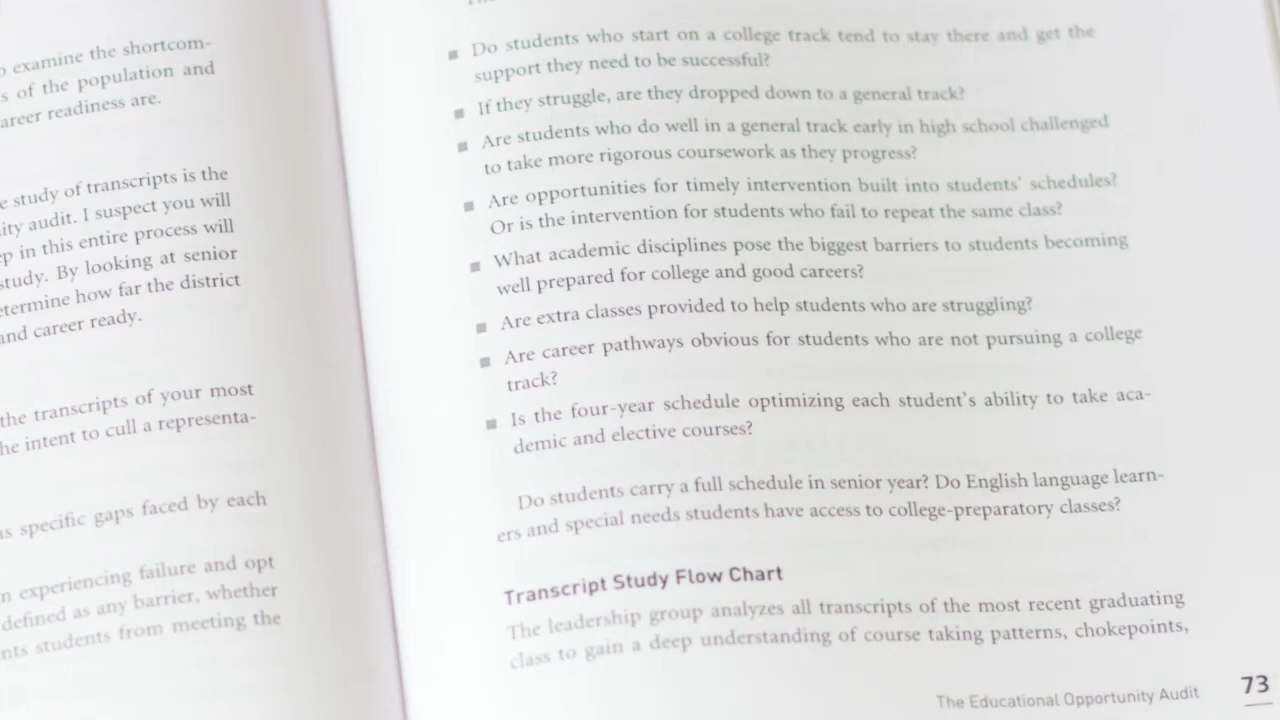 examine the shortcom-
s of the population and
areer readiness are.
e study of transcripts is the
ity audit. I suspect you will
p in this entire process will
study. By looking at senior
etermine how far the district
and career ready.
the transcripts of your most
he intent to cull a representa-
as specific gaps faced by each
n experiencing failure and opt
defined as any barrier, whether
nts students from meeting the
■ Do students who start on a college track tend to stay there and get the
support they need to be successful?
■ If they struggle, are they dropped down to a general track?
■ Are students who do well in a general track early in high school challenged
to take more rigorous coursework as they progress?
■ Are opportunities for timely intervention built into students' schedules?
Or is the intervention for students who fail to repeat the same class?
■ What academic disciplines pose the biggest barriers to students becoming
well prepared for college and good careers?
■ Are extra classes provided to help students who are struggling?
■ Are career pathways obvious for students who are not pursuing a college
track?
■ Is the four-year schedule optimizing each student's ability to take aca-
demic and elective courses?
Do students carry a full schedule in senior year? Do English language learn-
ers and special needs students have access to college-preparatory classes?
Transcript Study Flow Chart
The leadership group analyzes all transcripts of the most recent graduating
class to gain a deep understanding of course taking patterns, chokepoints,
The Educational Opportunity Audit 73